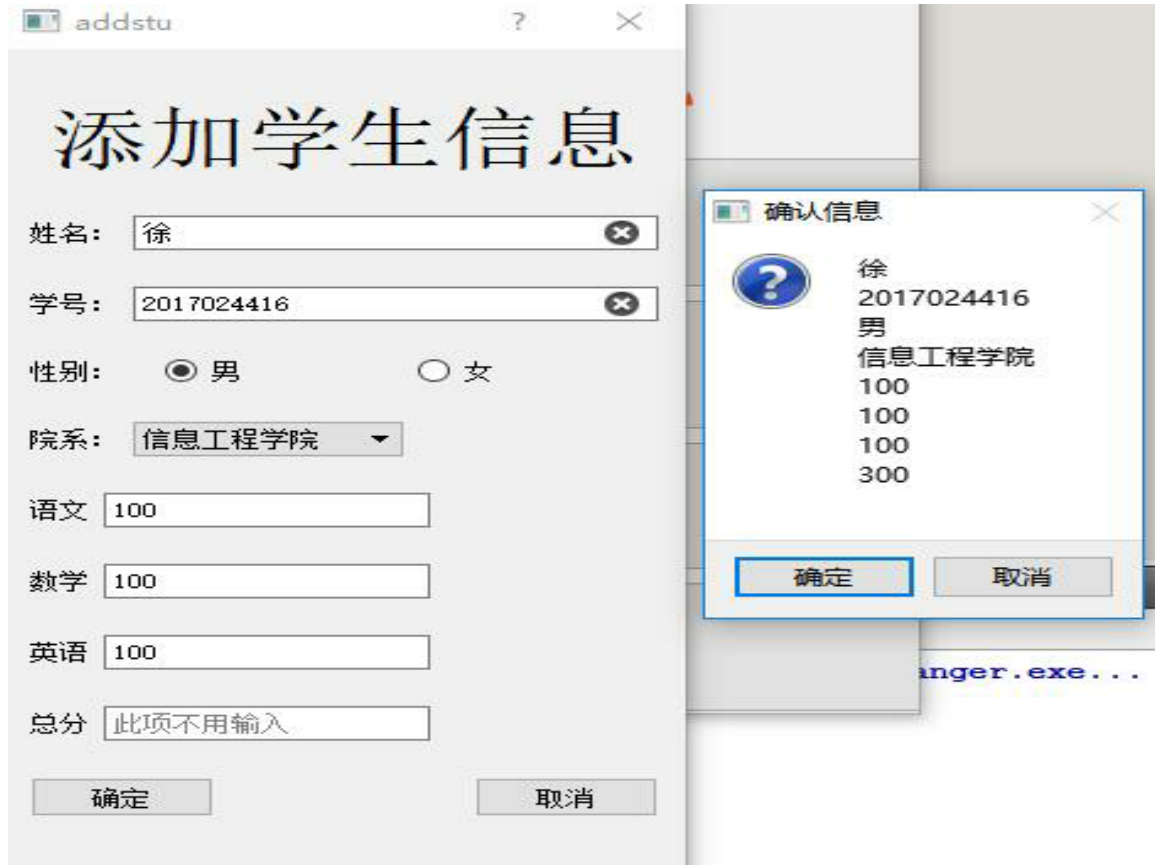 addstu
添加学生信息
姓名: 徐
学号: 2017024416
性别: 男 女
院系: 信息工程学院
语文 100
数学 100
英语 100
总分 此项不用输入
确定 取消
确认信息
徐
2017024416
男
信息工程学院
100
100
100
300
确定 取消
anger.exe...